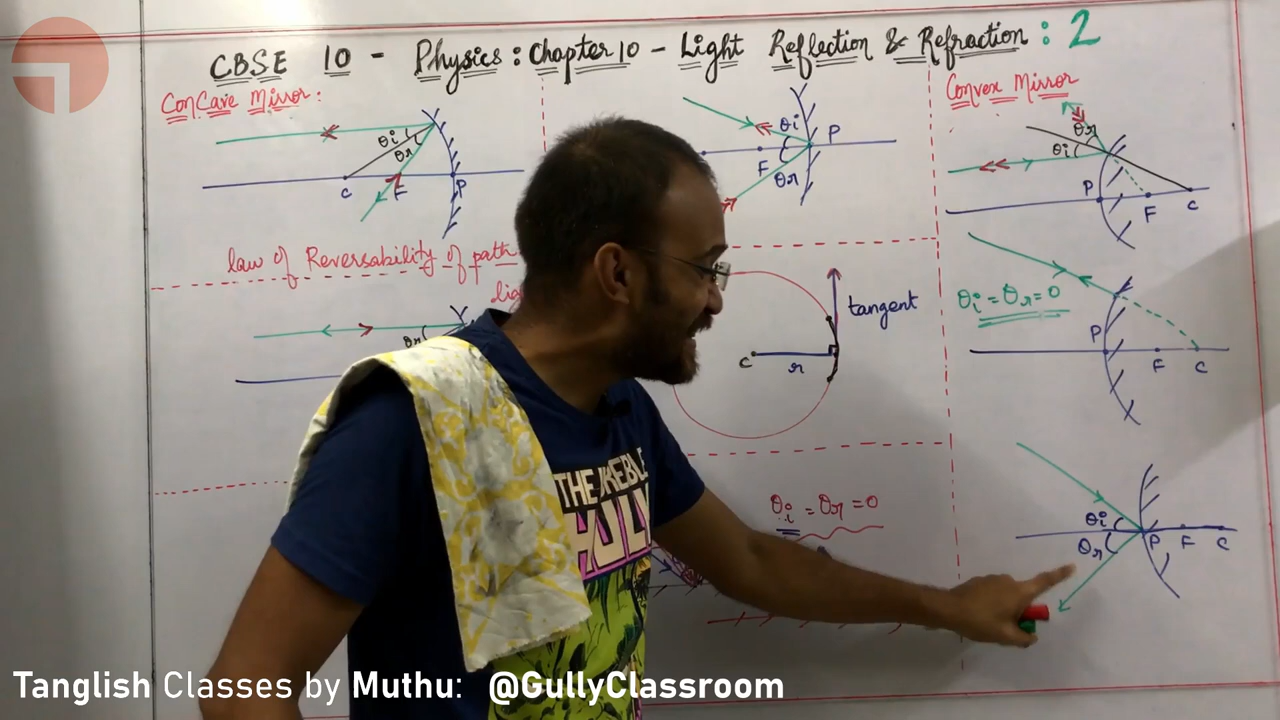 CBSE 10 - Physics : Chapter 10 - Light Reflection & Refraction : 2
ConCave Mirror :
θi
θr
C
F
P
θi
P
F
θr
Convex Mirror
θr
θi
P
F
C
law of Reversability of path
θr
tangent
C
r
θi = θr = 0
P
F
C
θi = θr = 0
θi
P F C
θr
THE
HUL
Tanglish Classes by Muthu: @GullyClassroom